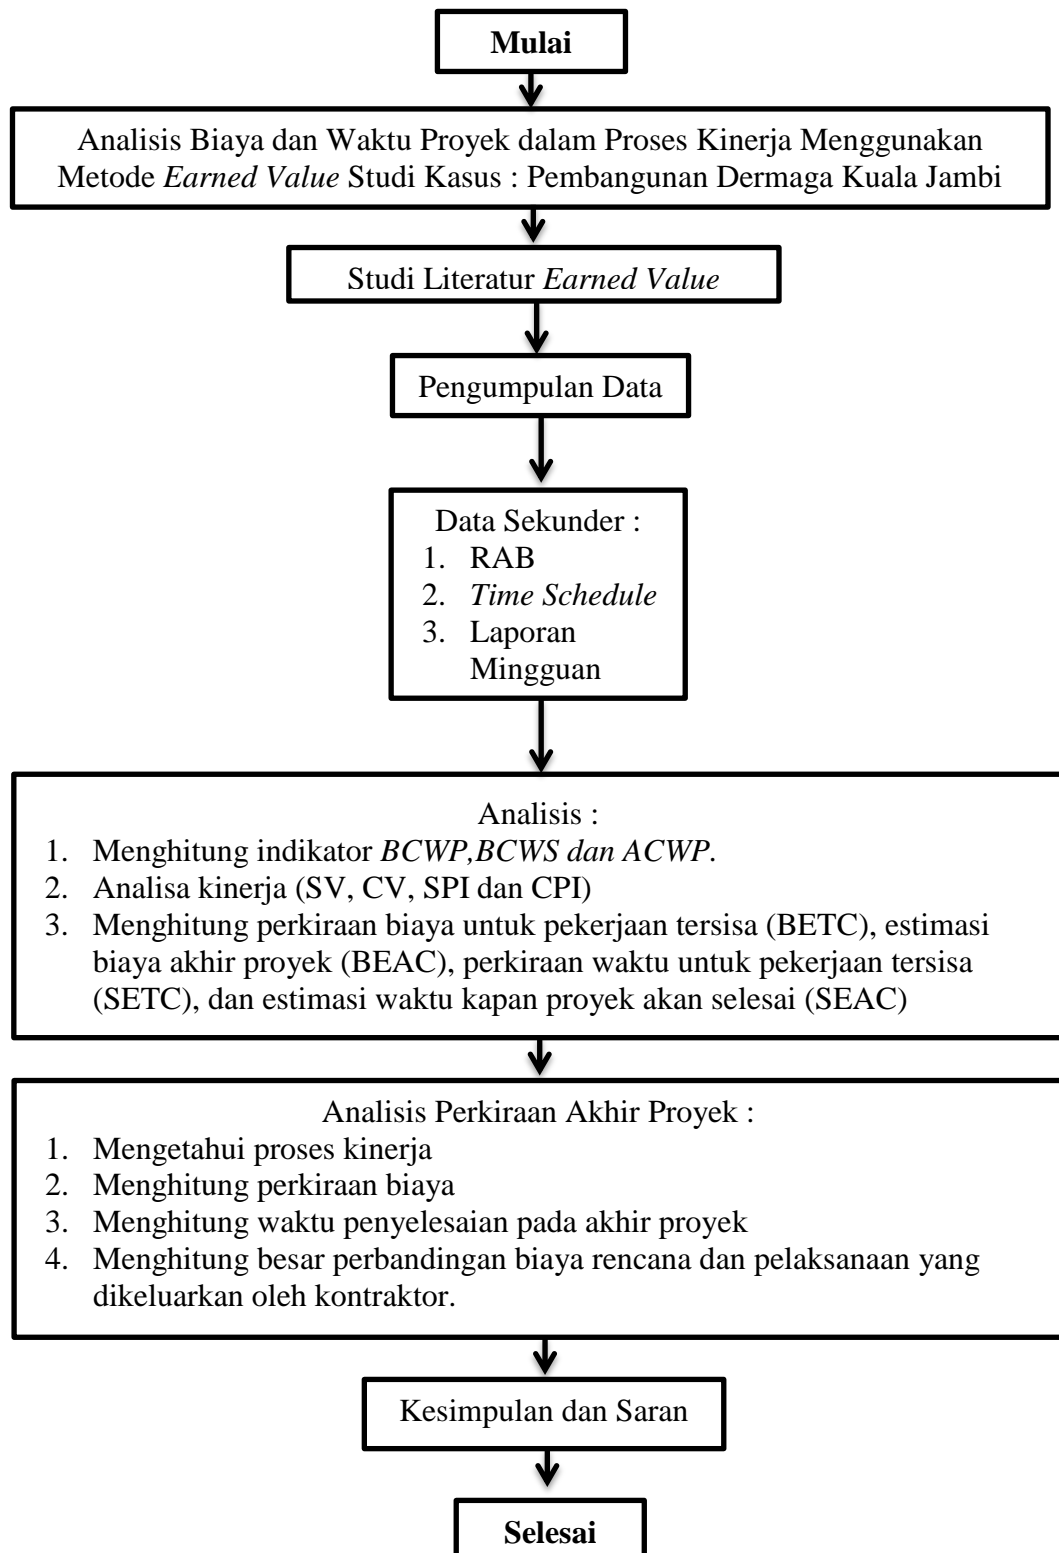 Mulai
Analisis Biaya dan Waktu Proyek dalam Proses Kinerja Menggunakan
Metode Earned Value Studi Kasus : Pembangunan Dermaga Kuala Jambi
Studi Literatur Earned Value
Pengumpulan Data
Data Sekunder :
1. RAB
2. Time Schedule
3. Laporan
Mingguan
Analisis :
1. Menghitung indikator BCWP,BCWS dan ACWP.
2. Analisa kinerja (SV, CV, SPI dan CPI)
3. Menghitung perkiraan biaya untuk pekerjaan tersisa (BETC), estimasi
biaya akhir proyek (BEAC), perkiraan waktu untuk pekerjaan tersisa
(SETC), dan estimasi waktu kapan proyek akan selesai (SEAC)
Analisis Perkiraan Akhir Proyek :
1. Mengetahui proses kinerja
2. Menghitung perkiraan biaya
3. Menghitung waktu penyelesaian pada akhir proyek
4. Menghitung besar perbandingan biaya rencana dan pelaksanaan yang
dikeluarkan oleh kontraktor.
Kesimpulan dan Saran
Selesai